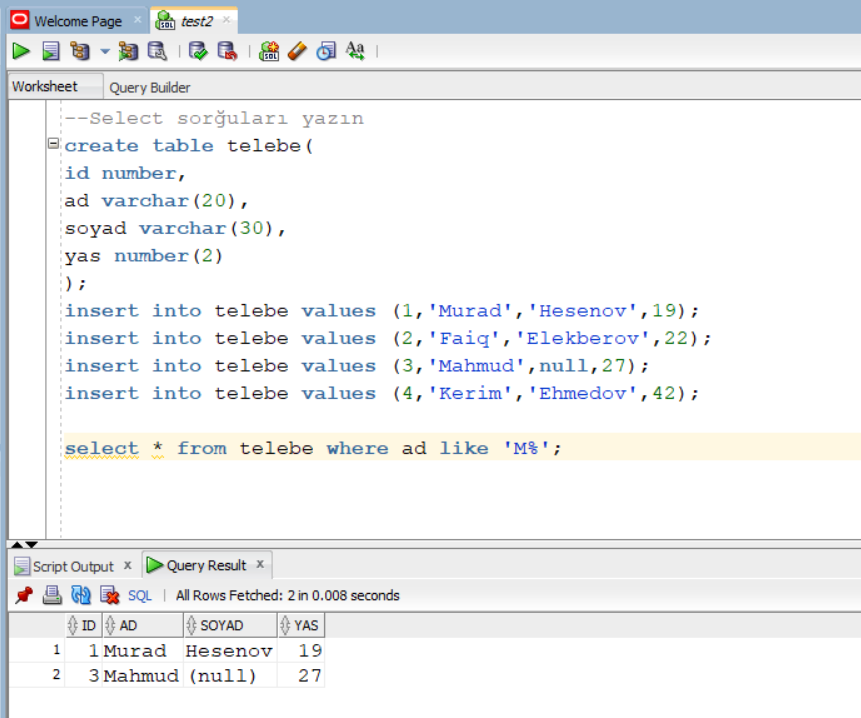 Welcome Page
test2
Worksheet
Query Builder
--Select sorğuları yazın
create table telebe(
id number,
ad varchar(20),
soyad varchar(30),
yas number(2)
);
insert into telebe values (1,'Murad','Hesenov',19);
insert into telebe values (2,'Faiq','Elekberov',22);
insert into telebe values (3,'Mahmud',null,27);
insert into telebe values (4,'Kerim','Ehmedov',42);
select * from telebe where ad like 'M%';
Script Output x Query Result x
SQL | All Rows Fetched: 2 in 0.008 seconds
ID AD SOYAD YAS
1 1 Murad Hesenov 19
2 3 Mahmud (null) 27